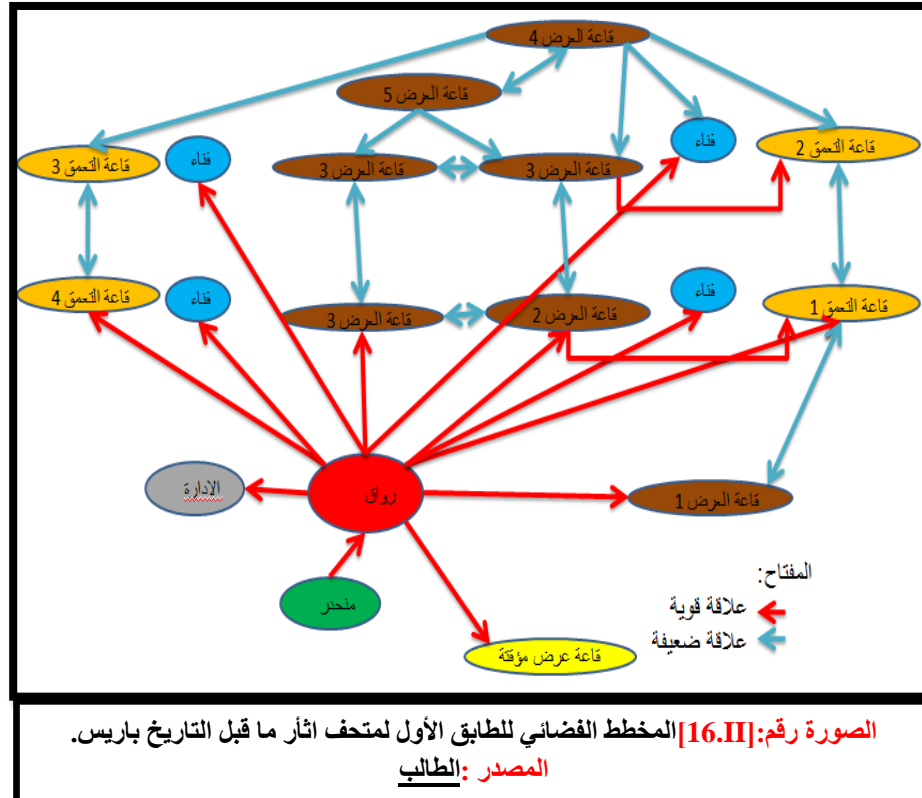 قاعة العرض 4
قاعة العرض 5
فناء
قاعة التعمق 2
قاعة العرض 3
قاعة العرض 3
فناء
قاعة التعمق 3
فناء
قاعة التعمق 1
قاعة العرض 2
قاعة العرض 3
فناء
قاعة التعمق 4
رواق
الإدارة
قاعة العرض 1
منحدر
قاعة عرض مؤقتة
المفتاح:
علاقة قوية
علاقة ضعيفة
الصورة رقم:[16.II]المخطط الفضائي للطابق الأول لمتحف اثأر ما قبل التاريخ باريس.
المصدر :الطالب